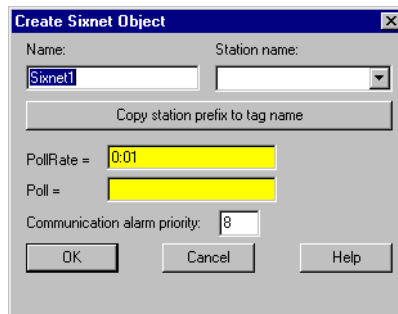 Create Sixnet Object
Name: Station name:
Sixnet1
Copy station prefix to tag name
PollRate = 0:01
Poll =
Communication alarm priority: 8
OK Cancel Help